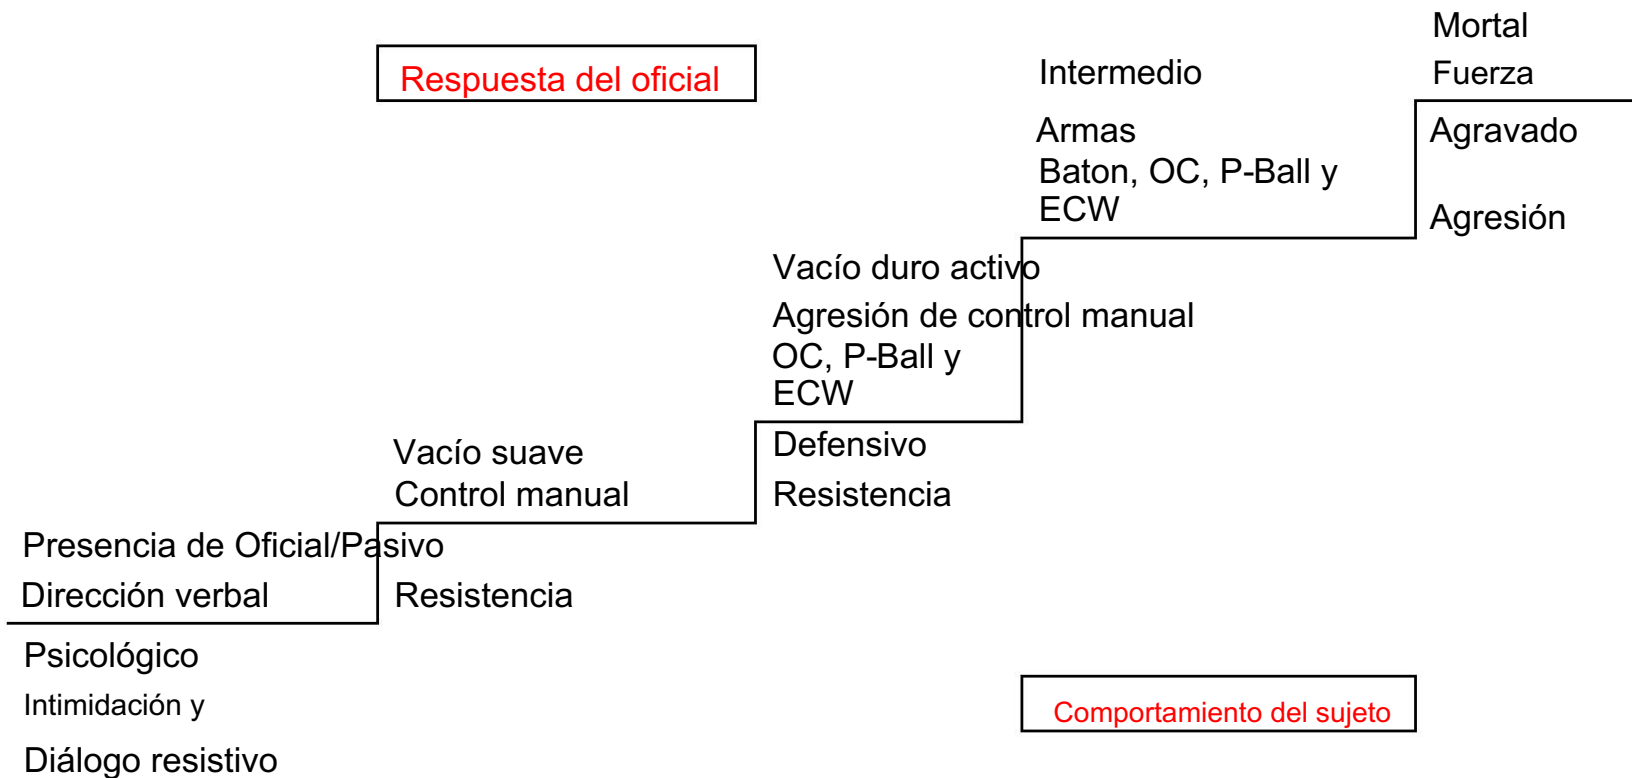 Mortal
Respuesta del oficial
Intermedio
Fuerza
Armas
Agravado
Baton, OC, P-Ball y
ECW
Agresión
Vacío duro activo
Agresión de control manual
OC, P-Ball y
ECW
Vacío suave
Defensivo
Control manual
Resistencia
Presencia de Oficial/Pasivo
Dirección verbal
Resistencia
Psicológico
Intimidación y
Comportamiento del sujeto
Diálogo resistivo